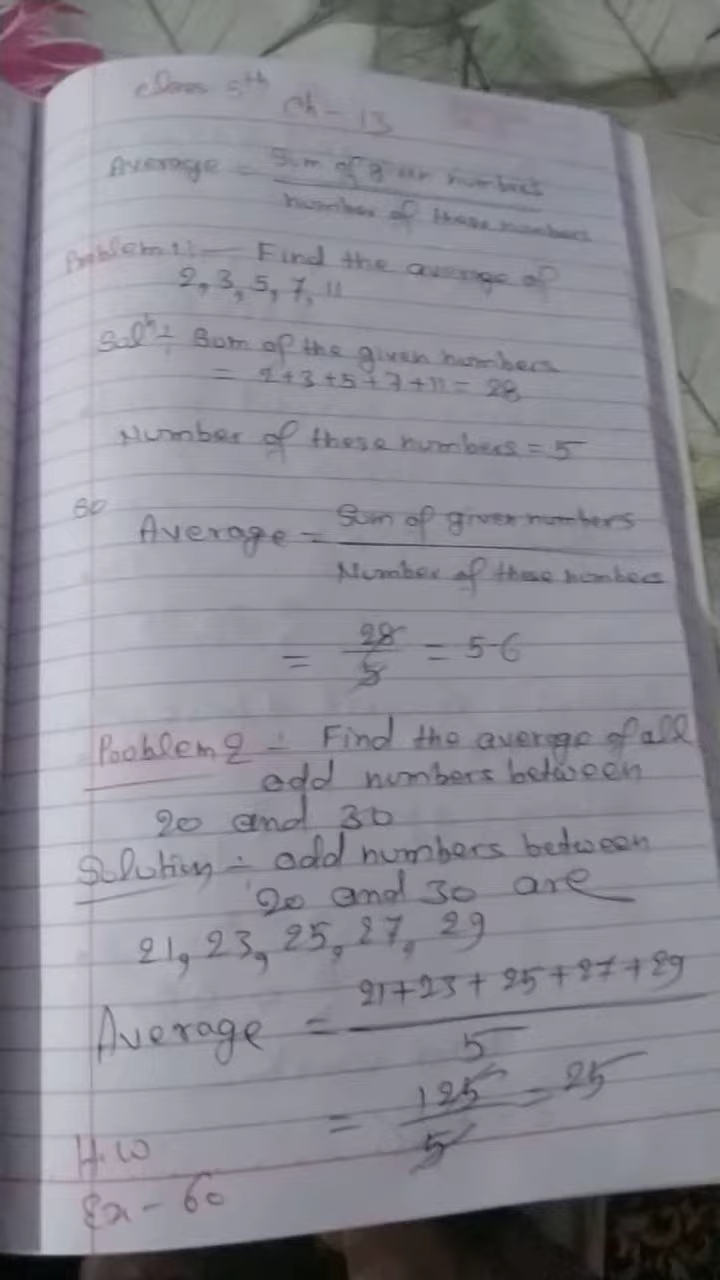 class 5th Ch - 13
Average = Sum of given numbers
number of these numbers
Problem 1:- Find the average of
2, 3, 5, 7, 11
Solⁿ ÷ Sum of the given numbers
= 2+3+5+7+11 = 28
Number of these numbers = 5
So
Average = Sum of given numbers
Number of these numbers
= 28/5 = 5.6
Problem 2 ÷ Find the average of all
odd numbers between
20 and 30
Solution ÷ odd numbers between
20 and 30 are
21, 23, 25, 27, 29
Average = 21+23+25+27+29
5
= 125/5 = 25
H.W
Ex - 60